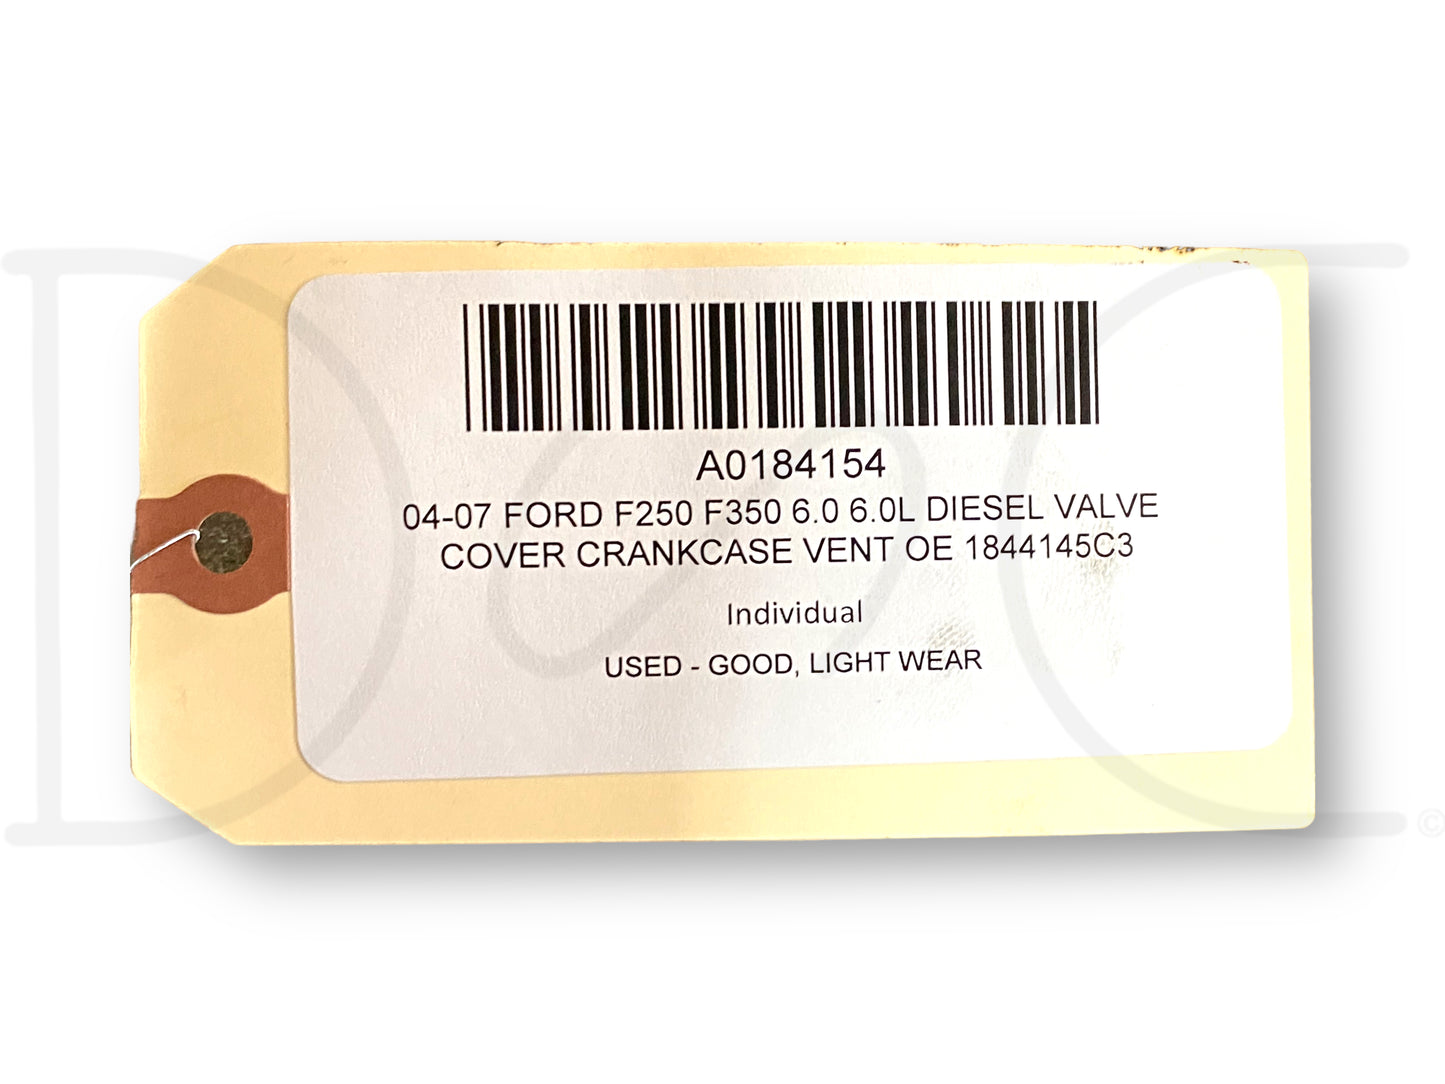 A0184154
04-07 FORD F250 F350 6.0 6.0L DIESEL VALVE
COVER CRANKCASE VENT OE 1844145C3
Individual
USED - GOOD, LIGHT WEAR
©